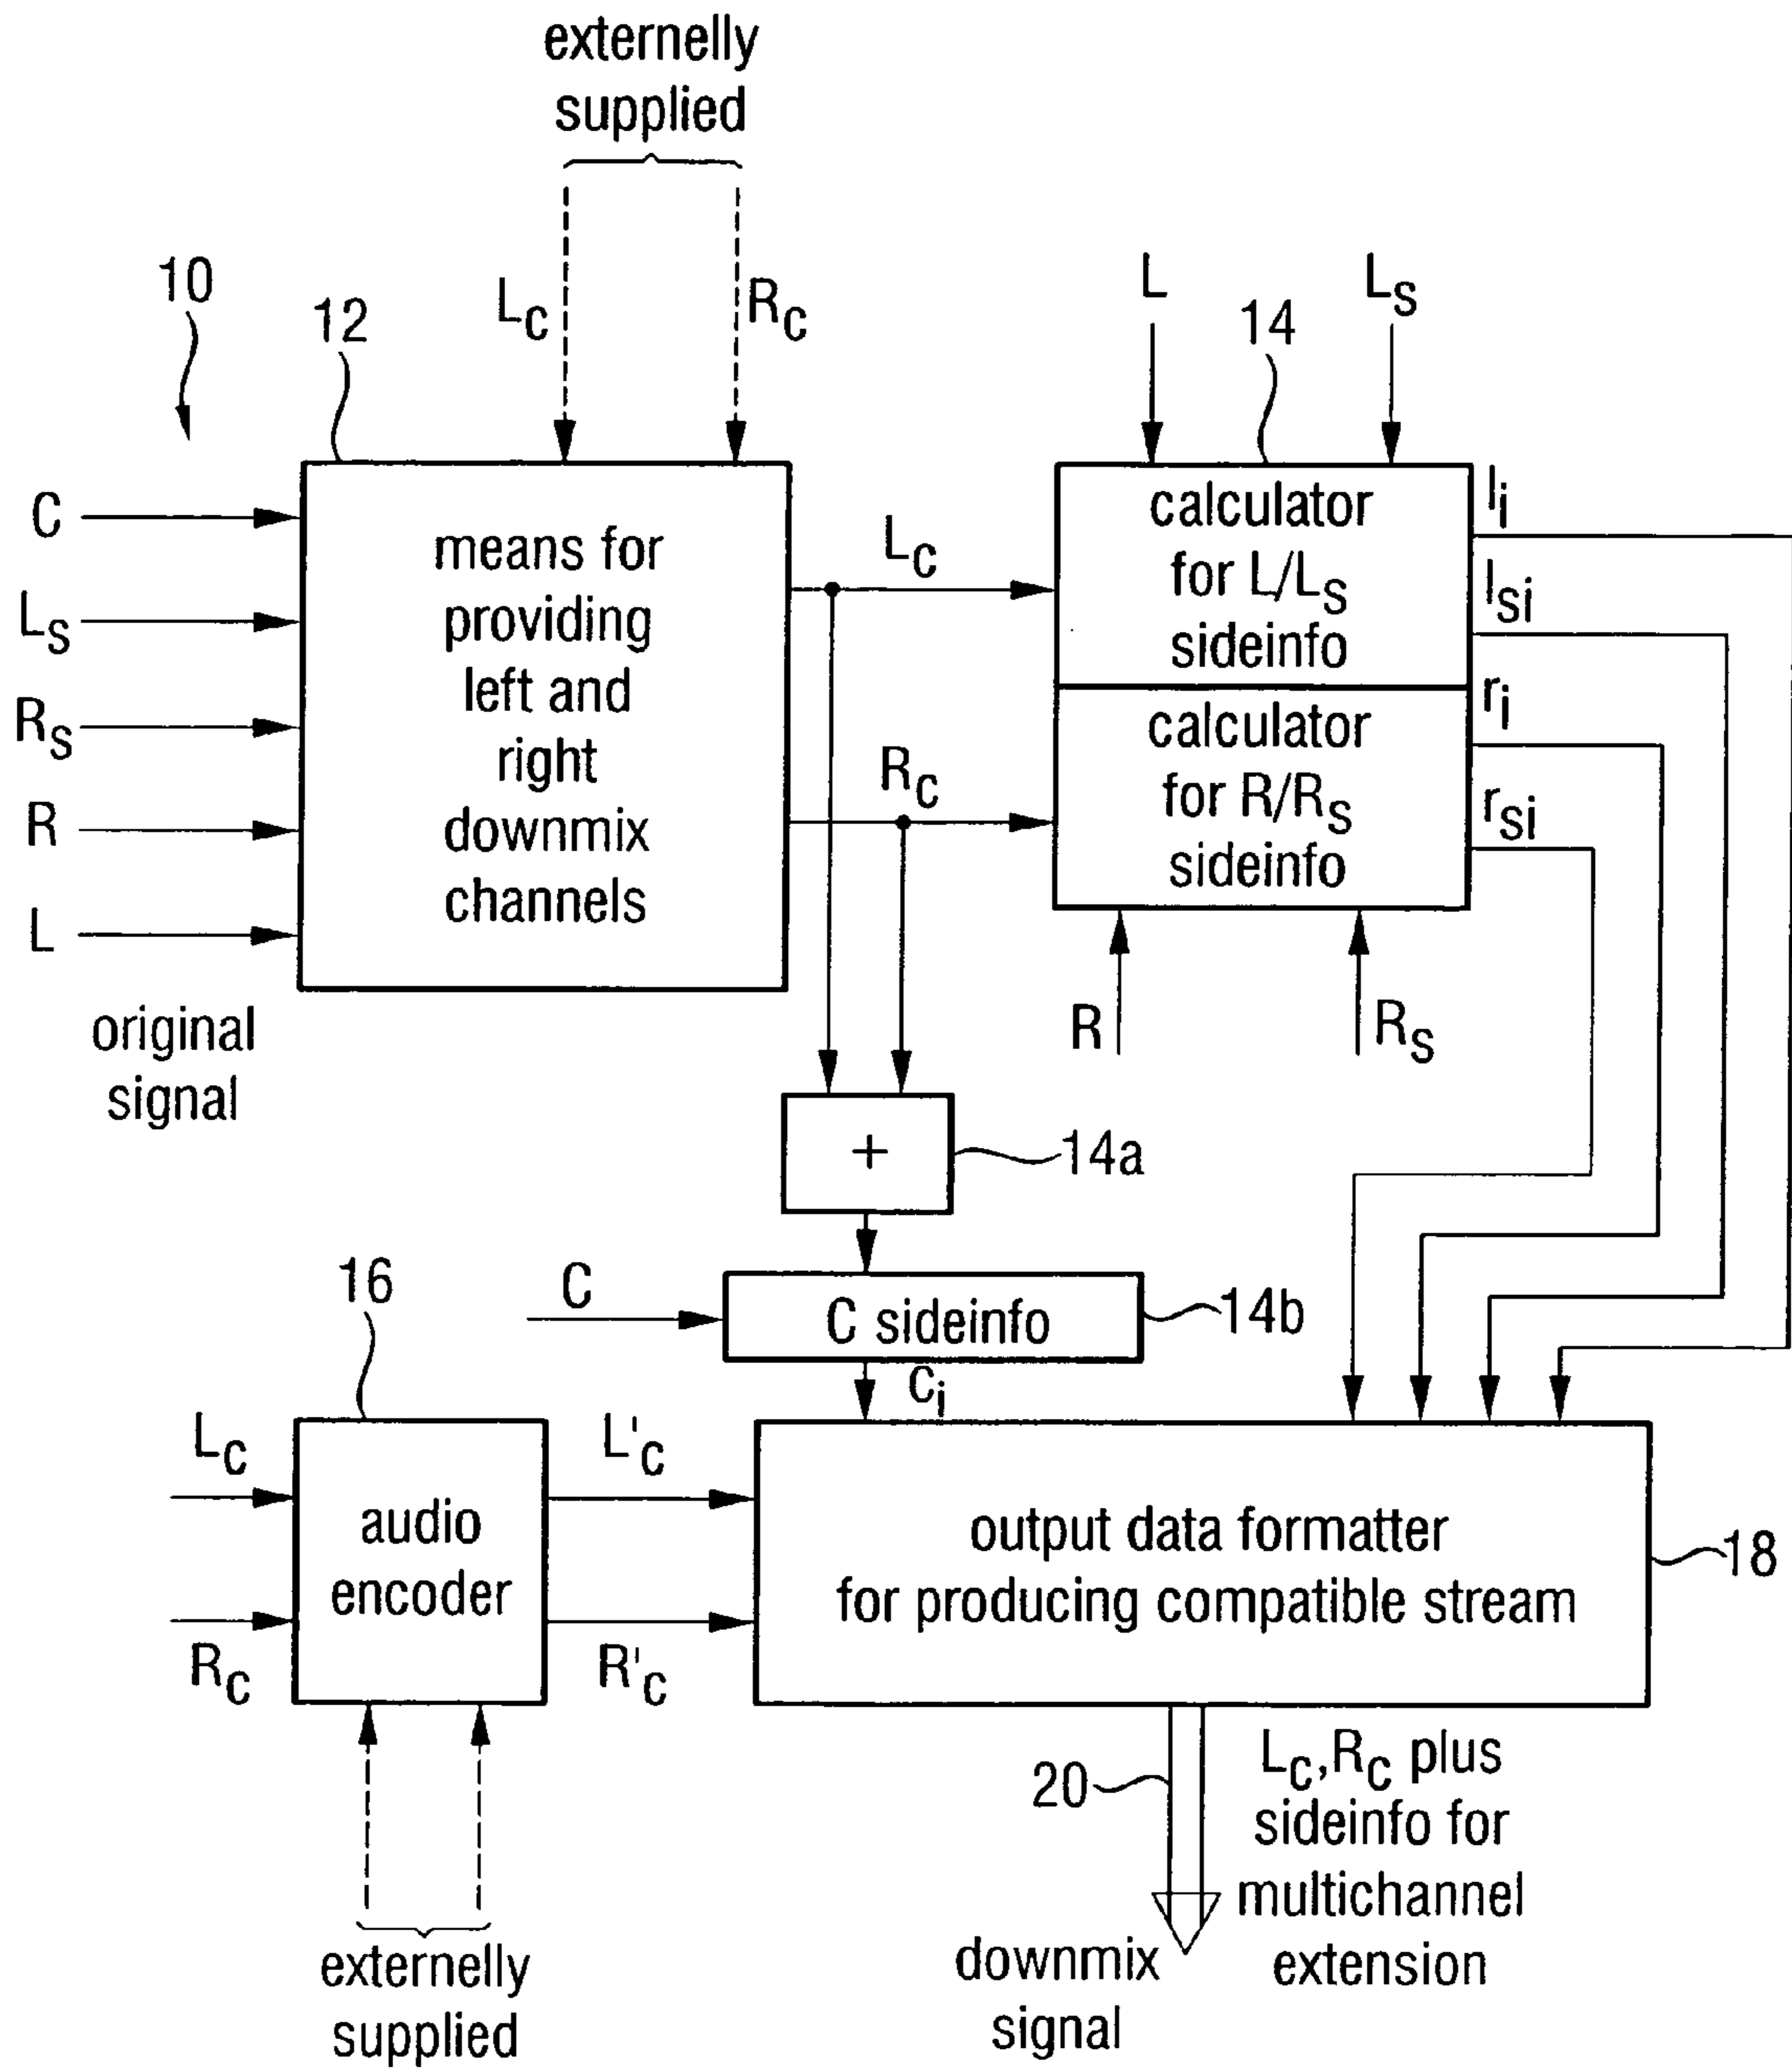 externelly
supplied
10
12
Lc
Rc
L
Ls
14
C
Ls
Rs
R
L
original
signal
means for
providing
left and
right
downmix
channels
Lc
Rc
calculator
for L/Ls
sideinfo
calculator
for R/Rs
sideinfo
li
lsi
ri
rsi
R
Rs
+
14a
C
C sideinfo
14b
ci
16
Lc
Rc
audio
encoder
L'c
R'c
output data formatter
for producing compatible stream
18
externelly
supplied
20
downmix
signal
Lc,Rc plus
sideinfo for
multichannel
extension